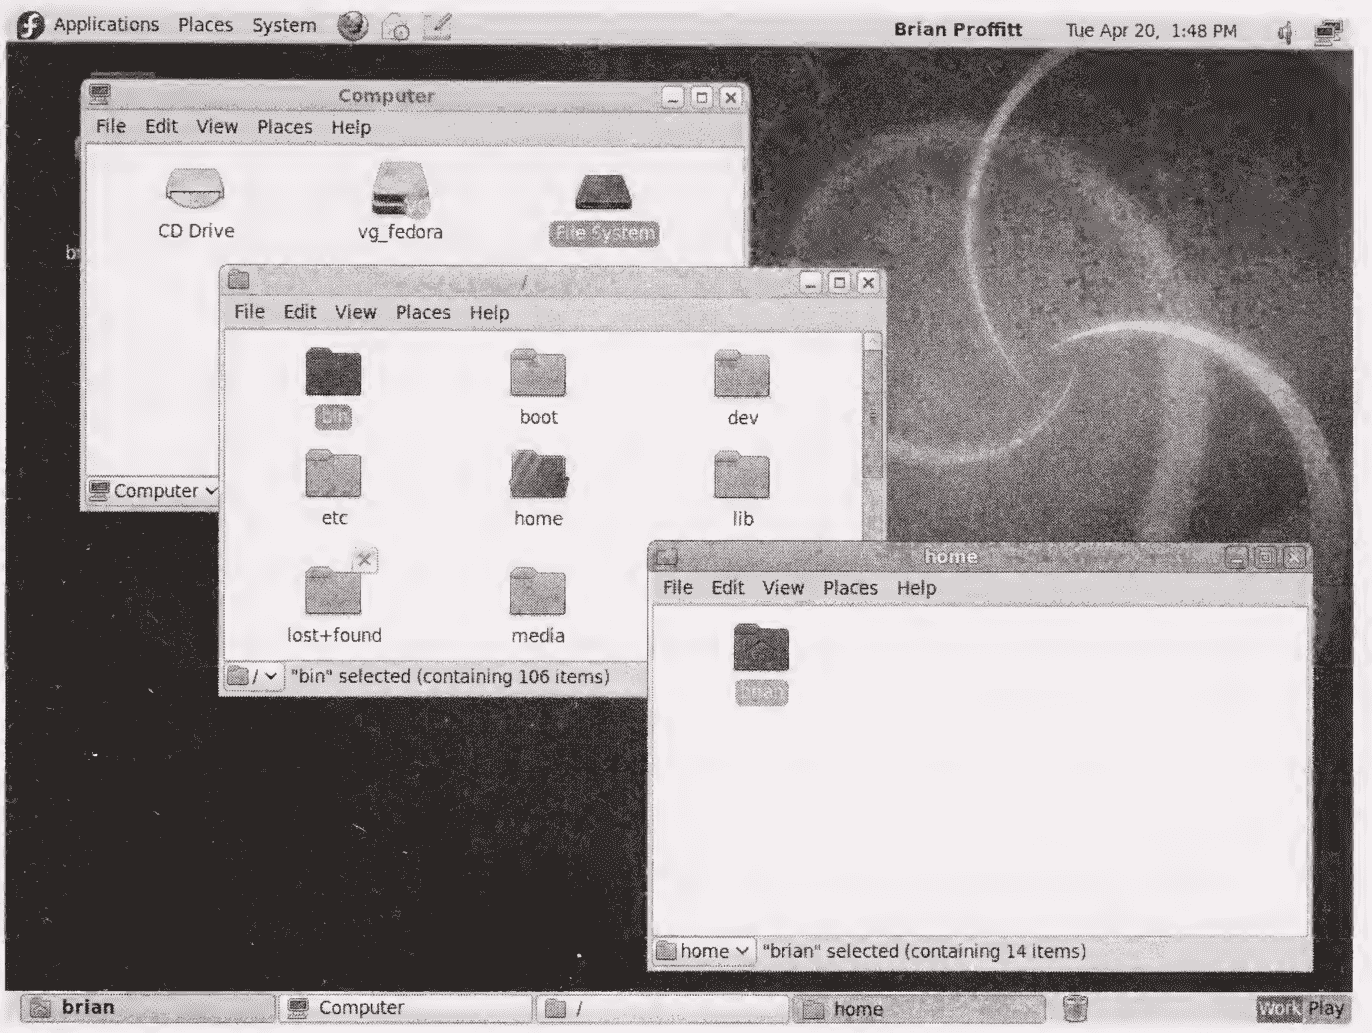 Applications Places System Brian Proffitt Tue Apr 20, 1:48 PM
Computer
File Edit View Places Help
CD Drive vg_fedora File System
/
File Edit View Places Help
bin boot dev
etc home lib
lost+found media
/ "bin" selected (containing 106 items)
Computer
home
File Edit View Places Help
brian
home "brian" selected (containing 14 items)
brian Computer / home Work Play